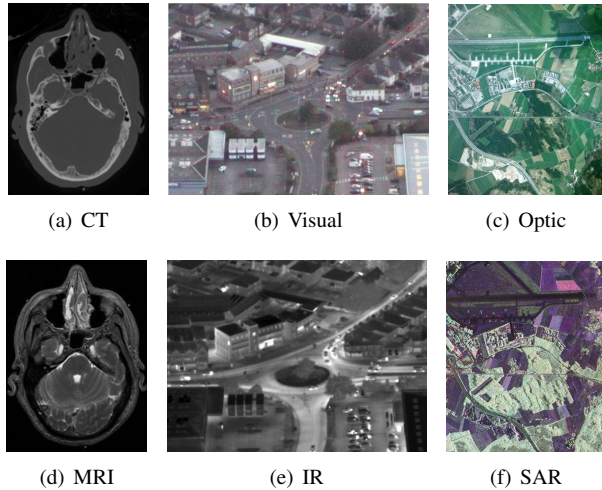 (a) CT
(b) Visual
(c) Optic
(d) MRI
(e) IR
(f) SAR